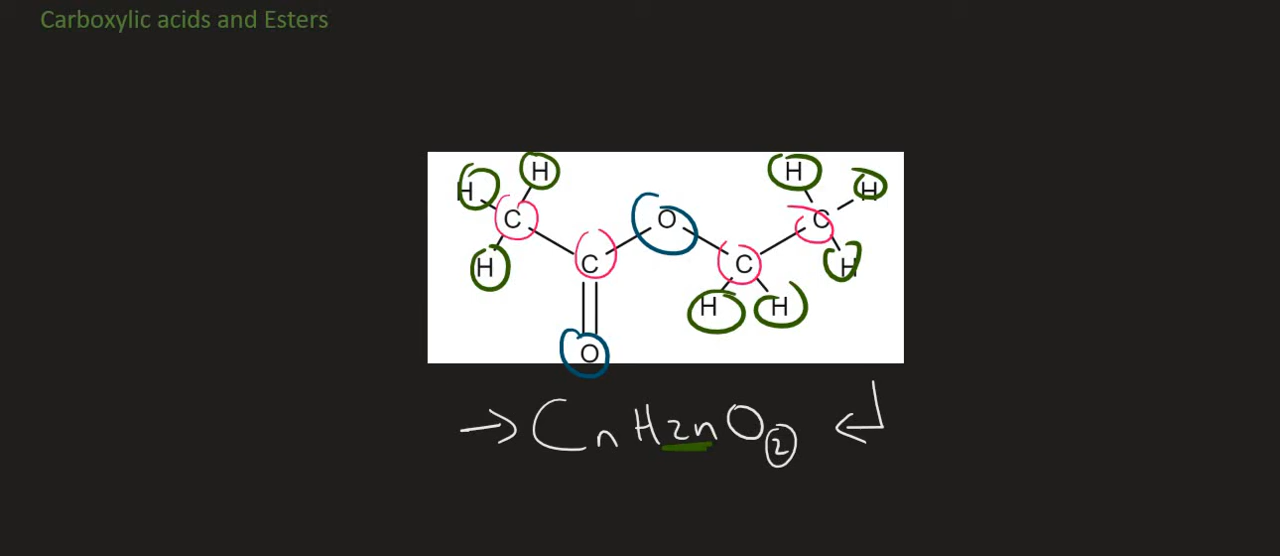 Carboxylic acids and Esters
H H H H
C O C
H C C H
H H
O
→ CnH2nO2 ↲